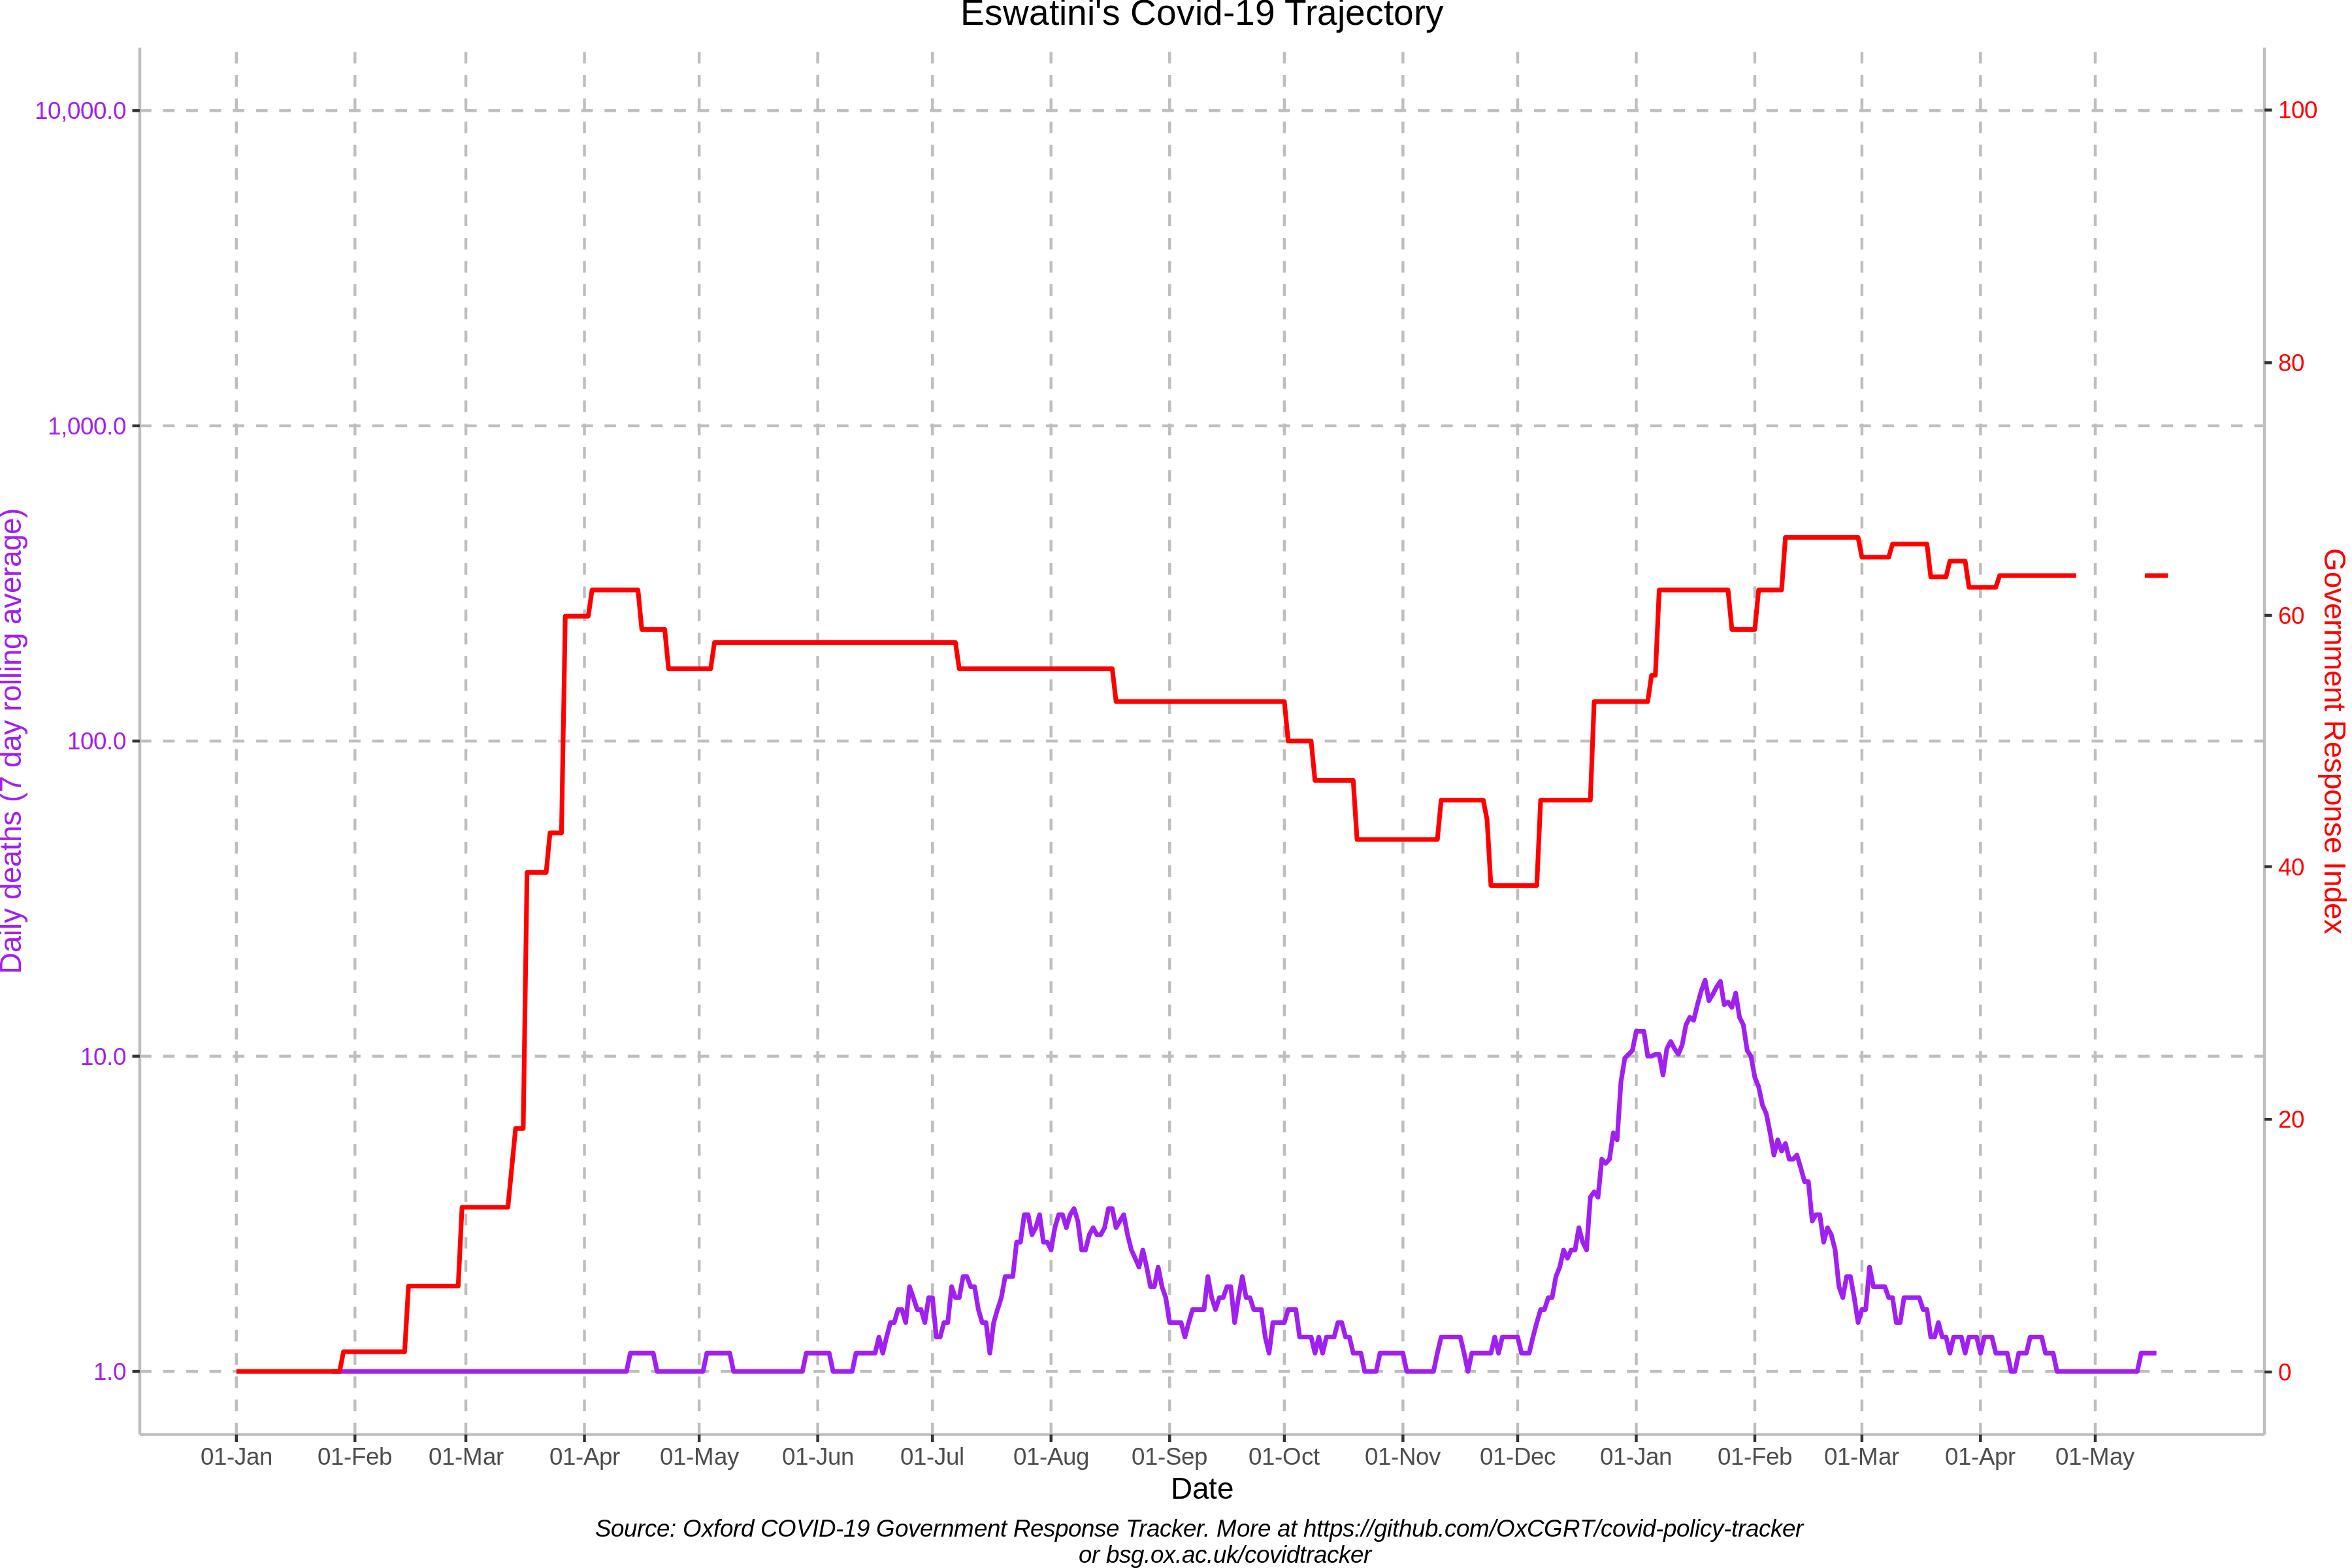 Eswatini's Covid-19 Trajectory
10,000.0
1,000.0
100.0
10.0
1.0
Daily deaths (7 day rolling average)
100
80
60
40
20
0
Government Response Index
01-Jan 01-Feb 01-Mar 01-Apr 01-May 01-Jun 01-Jul 01-Aug 01-Sep 01-Oct 01-Nov 01-Dec 01-Jan 01-Feb 01-Mar 01-Apr 01-May
Date
Source: Oxford COVID-19 Government Response Tracker. More at https://github.com/OxCGRT/covid-policy-tracker
or bsg.ox.ac.uk/covidtracker